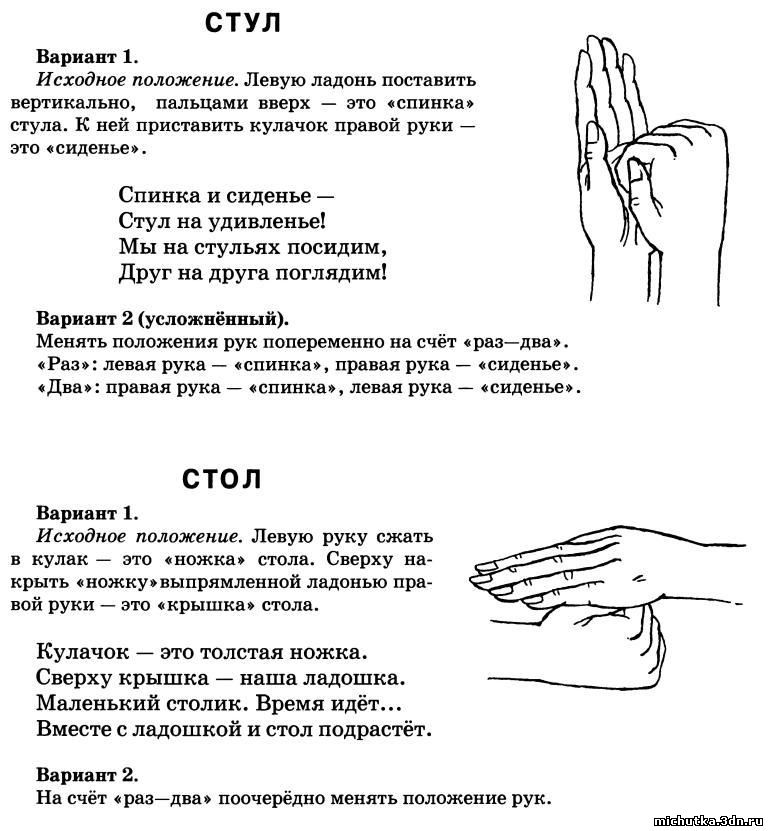 СТУЛ
Вариант 1.
Исходное положение. Левую ладонь поставить
вертикально, пальцами вверх — это «спинка»
стула. К ней приставить кулачок правой руки —
это «сиденье».
Спинка и сиденье —
Стул на удивленье!
Мы на стульях посидим,
Друг на друга поглядим!
Вариант 2 (усложнённый).
Менять положения рук попеременно на счёт «раз—два».
«Раз»: левая рука — «спинка», правая рука — «сиденье».
«Два»: правая рука — «спинка», левая рука — «сиденье».
СТОЛ
Вариант 1.
Исходное положение. Левую руку сжать
в кулак — это «ножка» стола. Сверху на-
крыть «ножку»выпрямленной ладонью пра-
вой руки — это «крышка» стола.
Кулачок — это толстая ножка.
Сверху крышка — наша ладошка.
Маленький столик. Время идёт...
Вместе с ладошкой и стол подрастёт.
Вариант 2.
На счёт «раз—два» поочерёдно менять положение рук.
michutka.3dn.ru